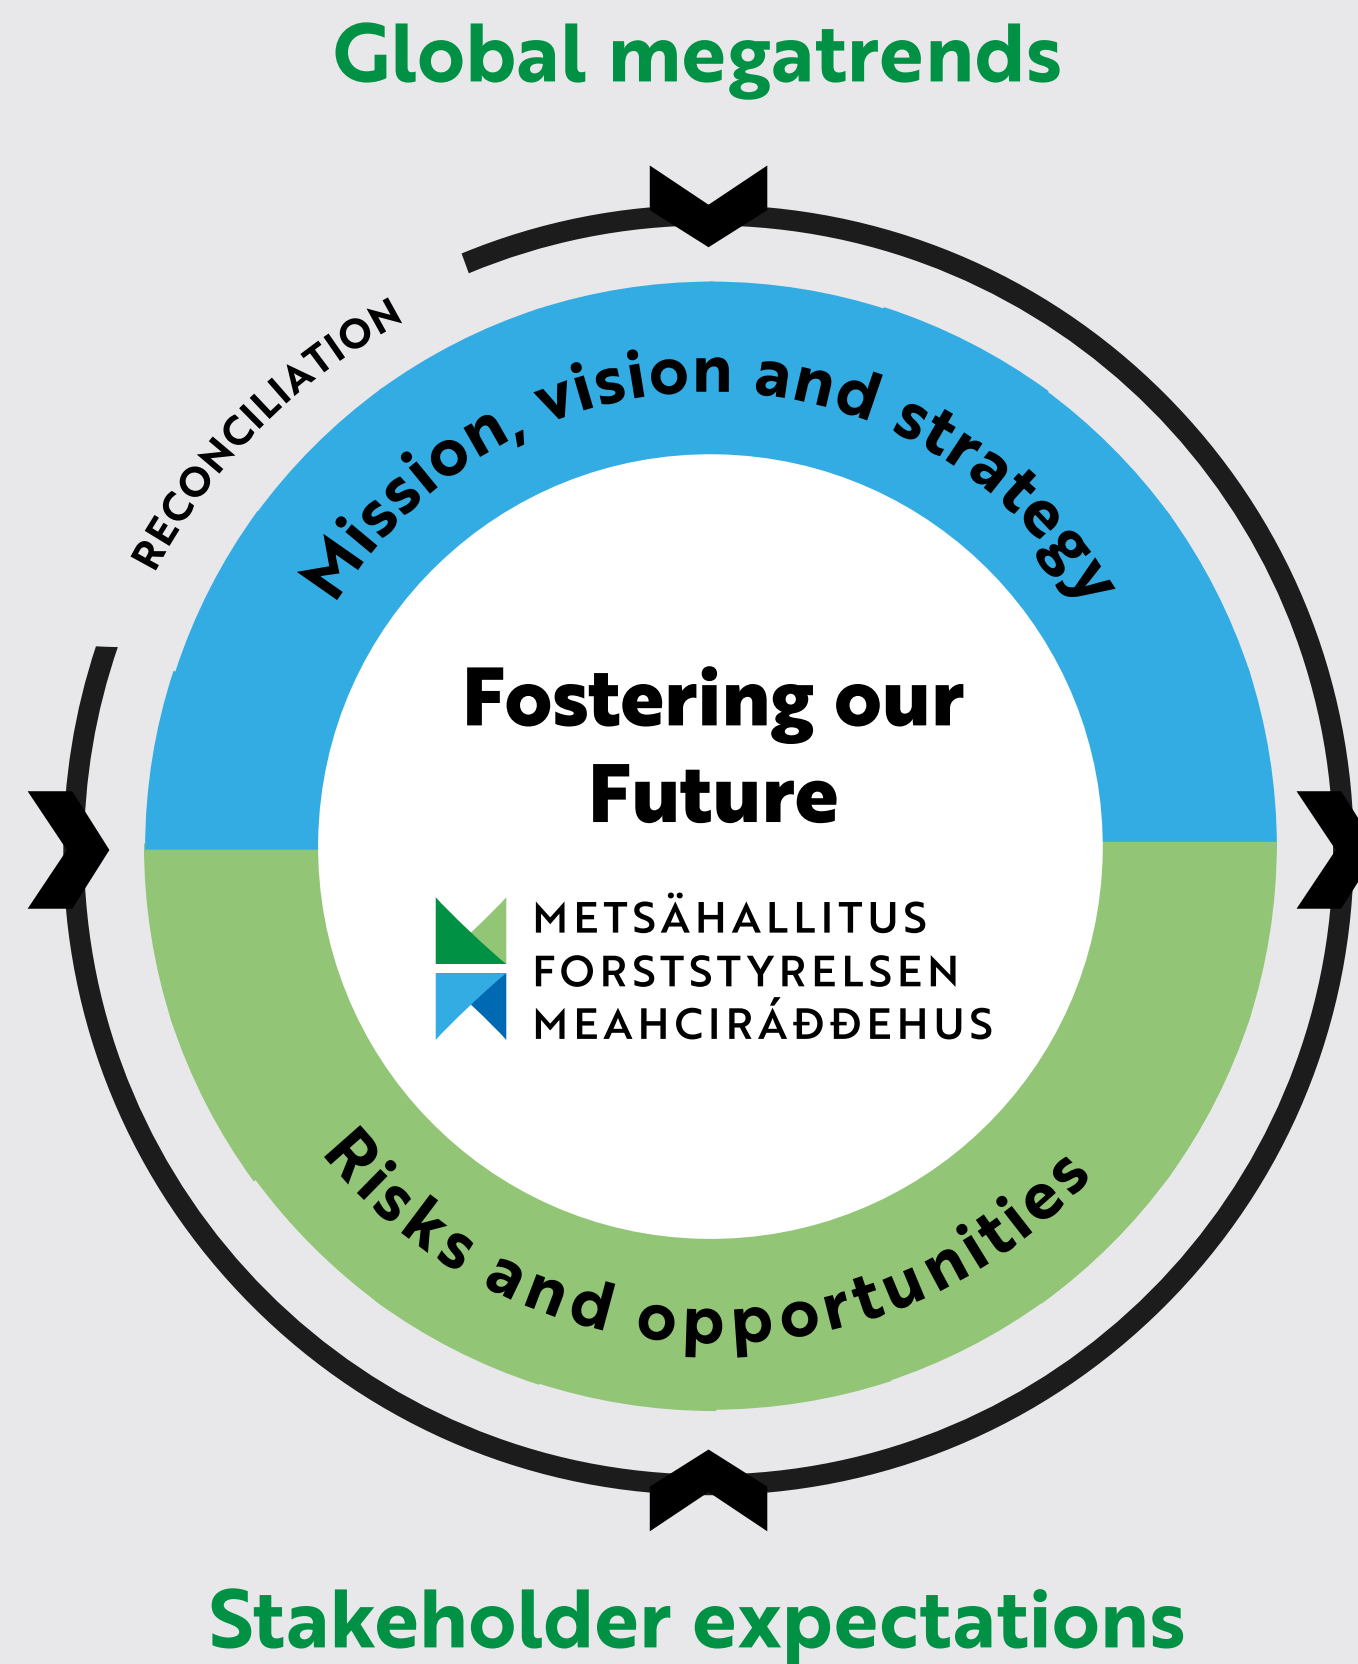 Global megatrends
RECONCILIATION
Mission, vision and strategy
Fostering our
Future
METSÄHALLITUS
FORSTSTYRELSEN
MEAHCIRÁĐĐEHUS
Risks and opportunities
Stakeholder expectations